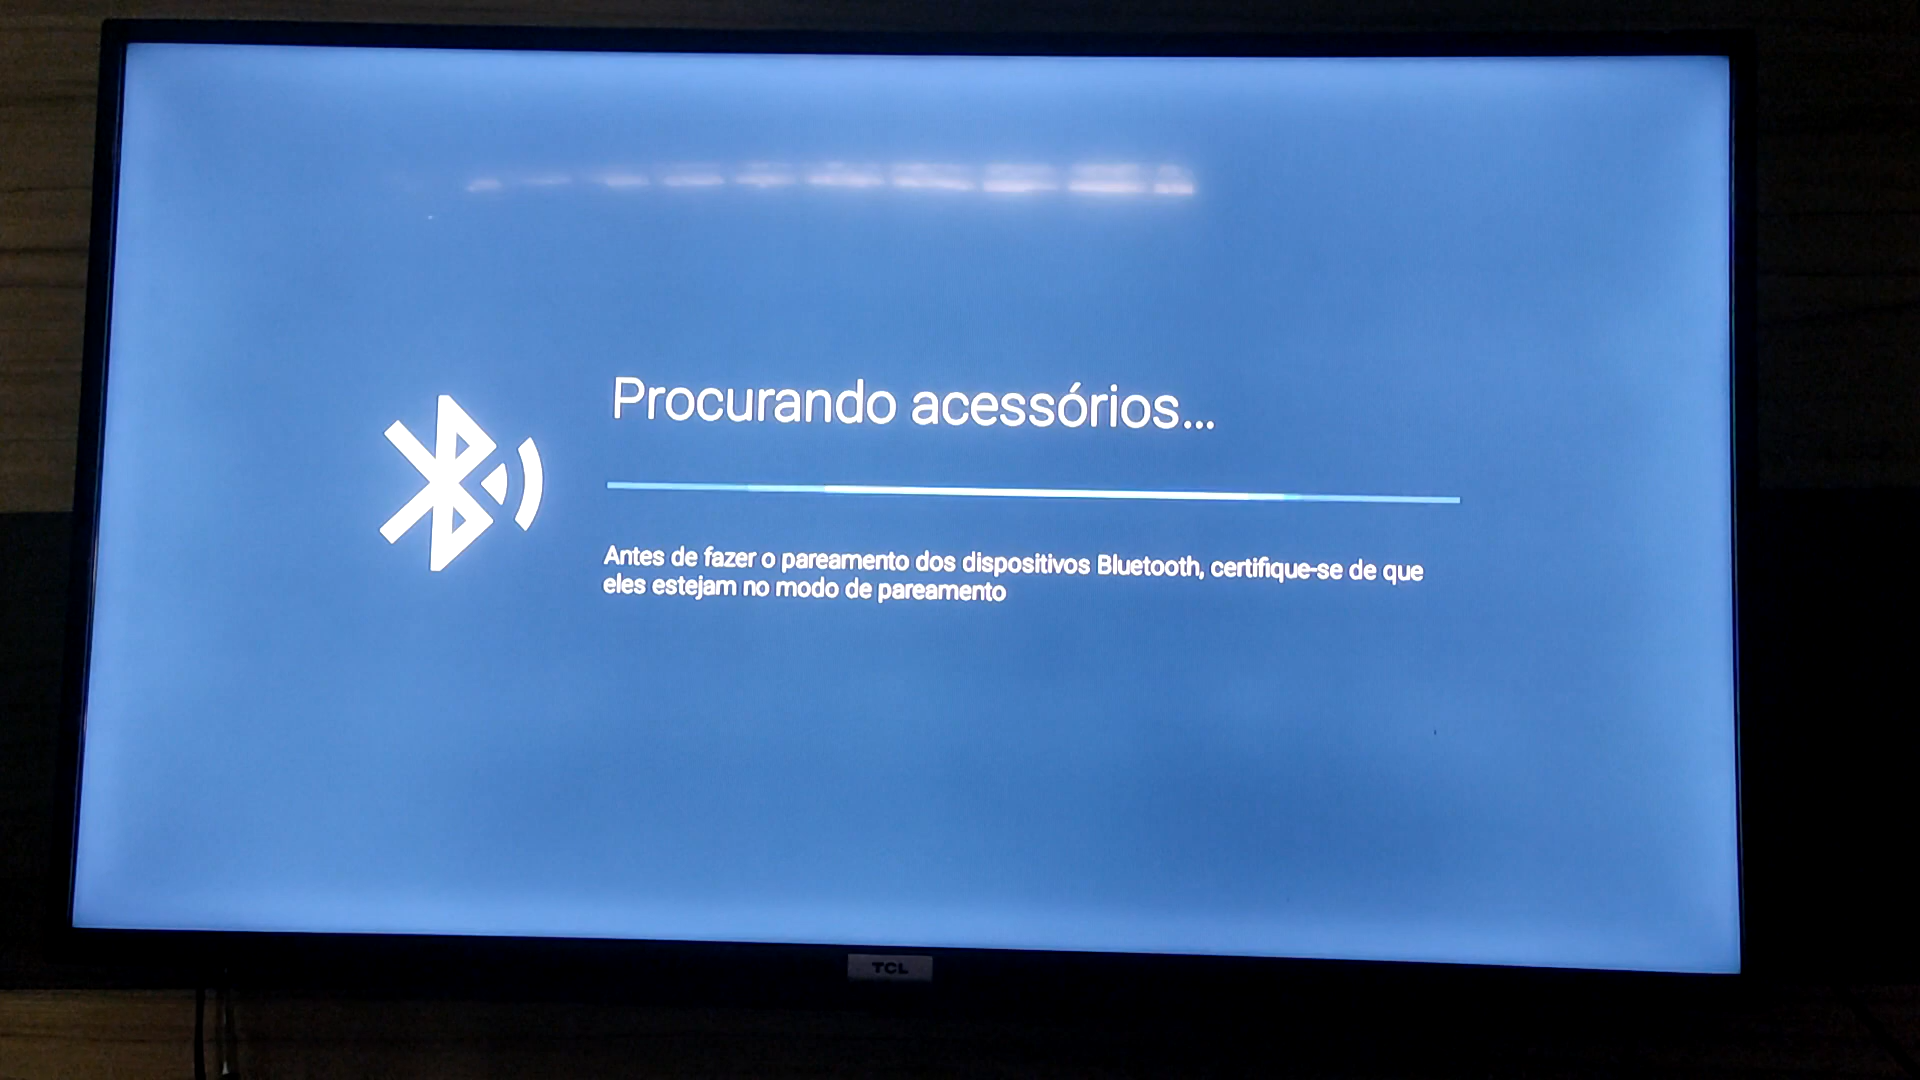 Procurando acessórios...
Antes de fazer o pareamento dos dispositivos Bluetooth, certifique-se de que
eles estejam no modo de pareamento
TCL